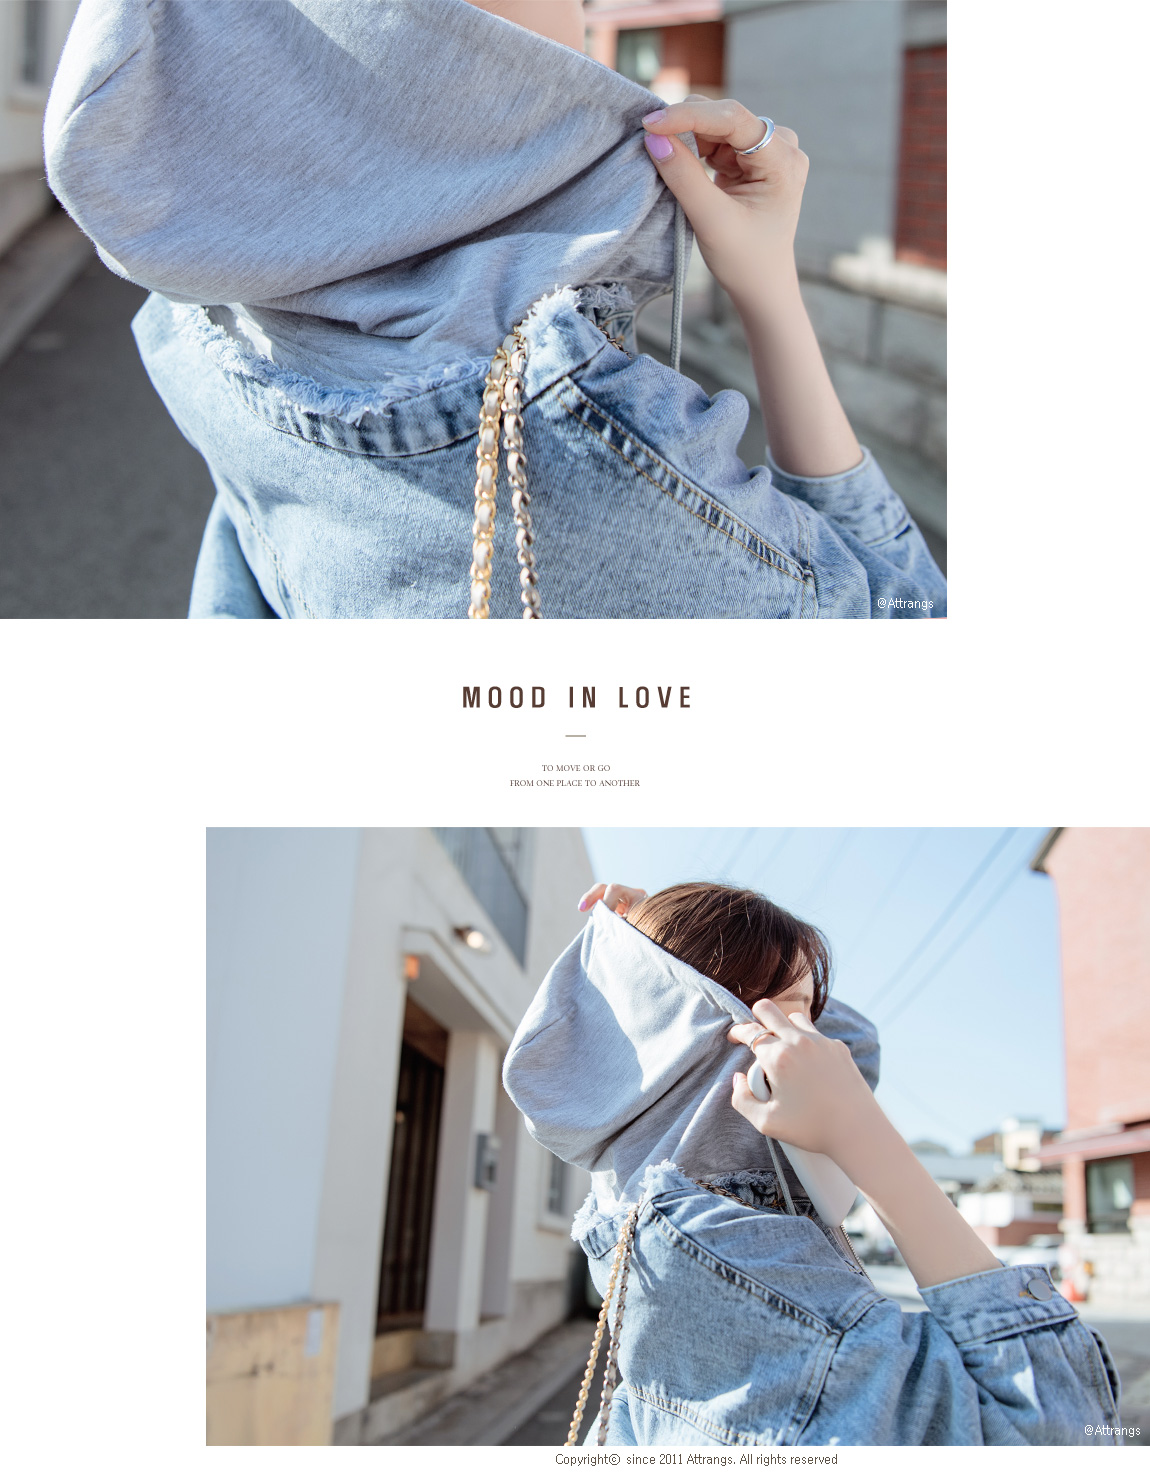 @Attrangs
MOOD IN LOVE
TO MOVE OR GO
FROM ONE PLACE TO ANOTHER
@Attrangs
Copyrightⓒ since 2011 Attrangs. All rights reserved